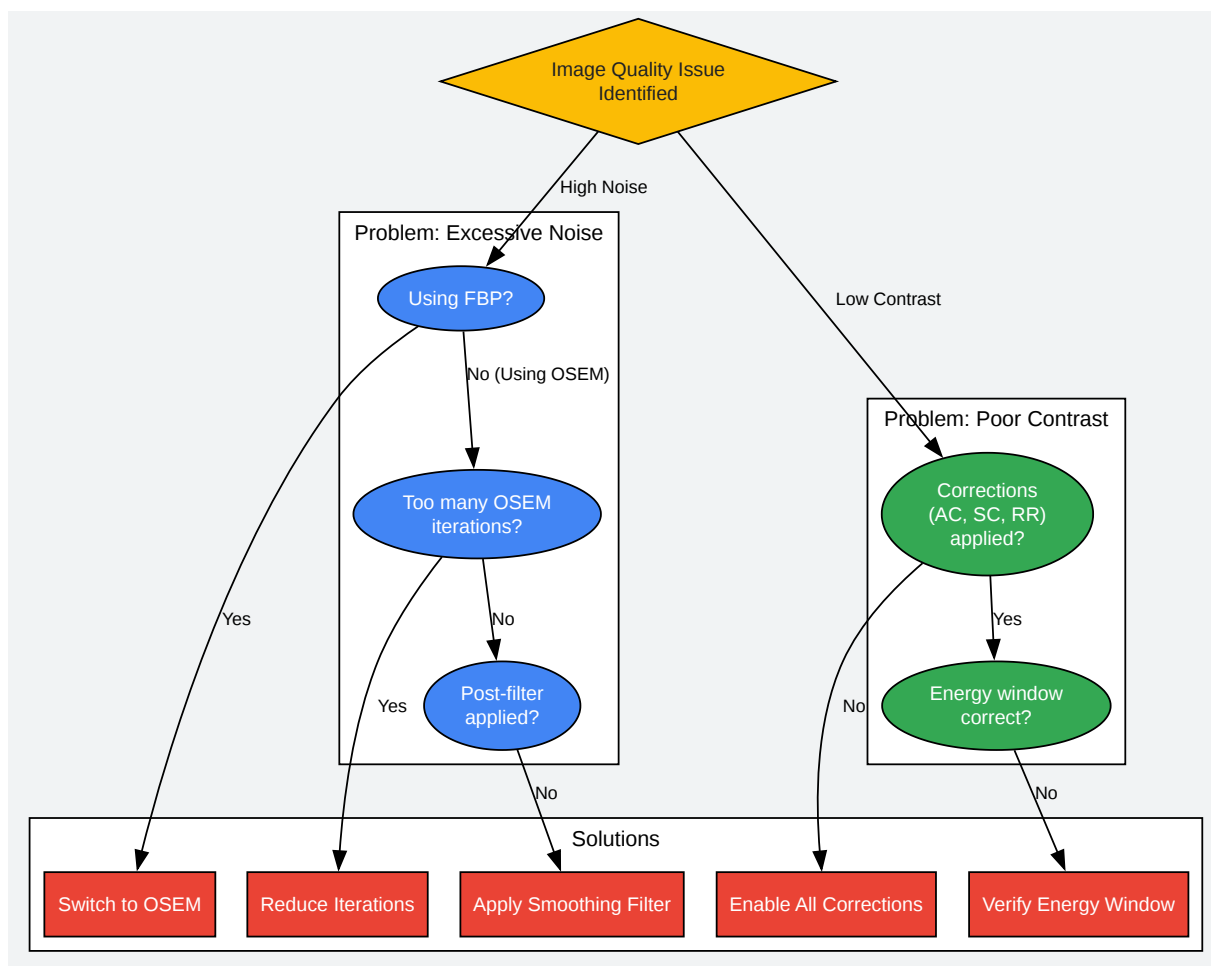 Image Quality Issue
Identified
High Noise
Problem: Excessive Noise
Using FBP?
Low Contrast
No (Using OSEM)
Problem: Poor Contrast
Too many OSEM
iterations?
Corrections
(AC, SC, RR)
applied?
Yes
No
Yes
Yes
Post-filter
applied?
No
Energy window
correct?
No
No
Solutions
Switch to OSEM
Reduce Iterations
Apply Smoothing Filter
Enable All Corrections
Verify Energy Window